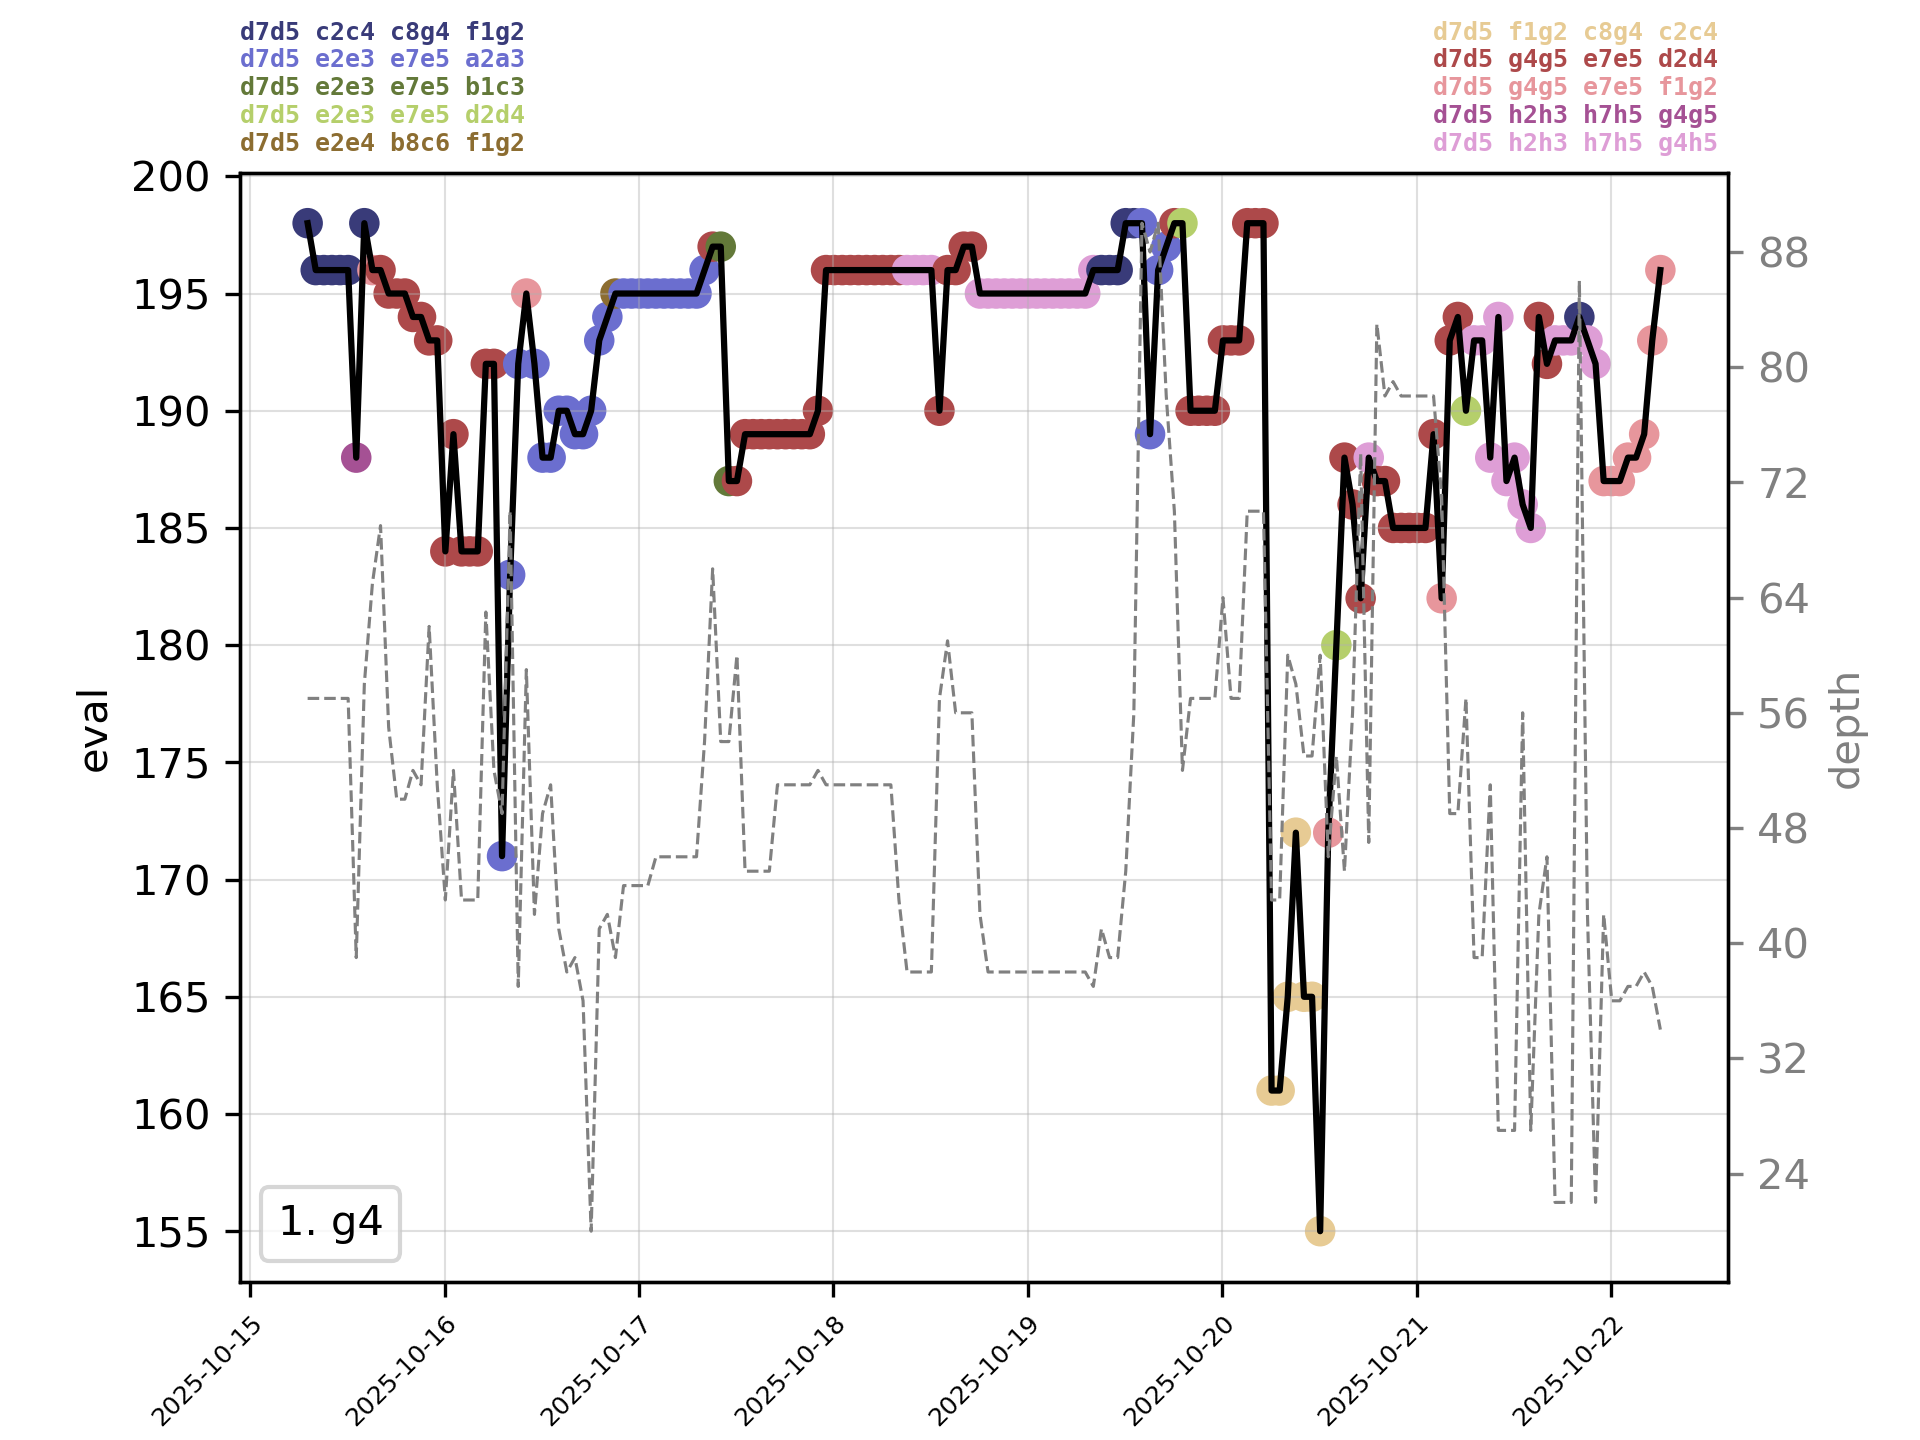 d7d5 c2c4 c8g4 f1g2
d7d5 e2e3 e7e5 a2a3
d7d5 e2e3 e7e5 b1c3
d7d5 e2e3 e7e5 d2d4
d7d5 e2e4 b8c6 f1g2
d7d5 f1g2 c8g4 c2c4
d7d5 g4g5 e7e5 d2d4
d7d5 g4g5 e7e5 f1g2
d7d5 h2h3 h7h5 g4g5
d7d5 h2h3 h7h5 g4h5
200
195
190
185
180
175
170
165
160
155
eval
88
80
72
64
56
48
40
32
24
depth
1. g4
2025-10-15
2025-10-16
2025-10-17
2025-10-18
2025-10-19
2025-10-20
2025-10-21
2025-10-22